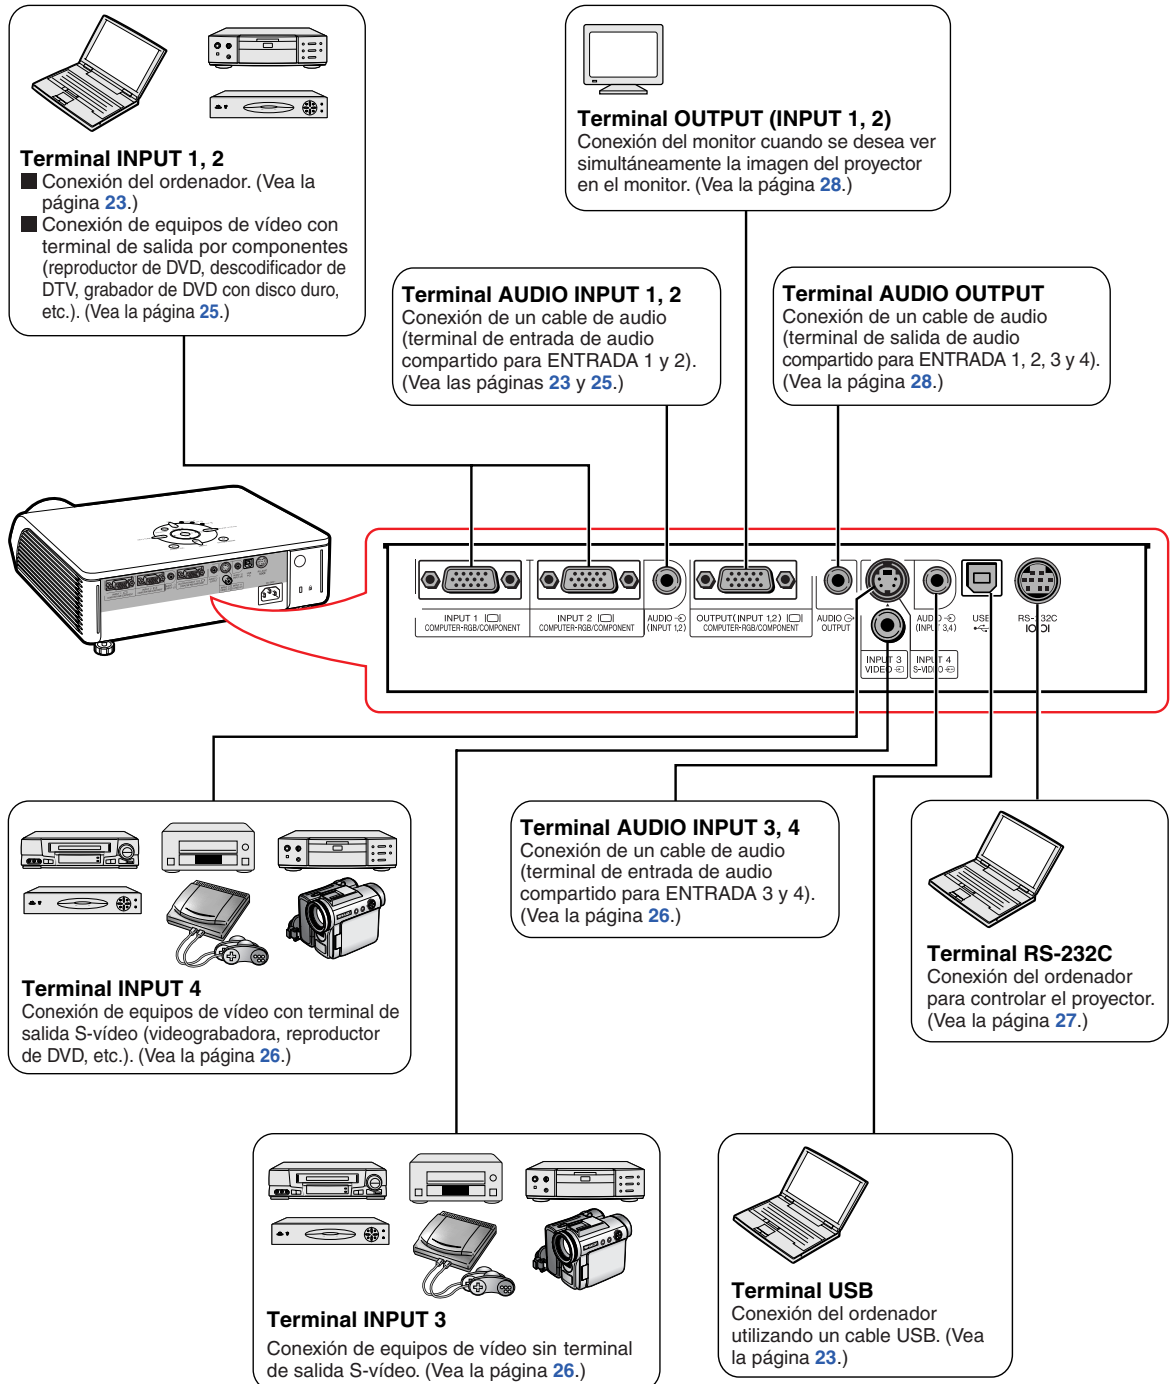 Terminal INPUT 1, 2
Conexión del ordenador. (Vea la
página 23.)
Conexión de equipos de vídeo con
terminal de salida por componentes
(reproductor de DVD, descodificador de
DTV, grabador de DVD con disco duro,
etc.). (Vea la página 25.)
Terminal OUTPUT (INPUT 1, 2)
Conexión del monitor cuando se desea ver
simultáneamente la imagen del proyector
en el monitor. (Vea la página 28.)
Terminal AUDIO INPUT 1, 2
Conexión de un cable de audio
(terminal de entrada de audio
compartido para ENTRADA 1 y 2).
(Vea las páginas 23 y 25.)
Terminal AUDIO OUTPUT
Conexión de un cable de audio
(terminal de salida de audio
compartido para ENTRADA 1, 2, 3 y 4).
(Vea la página 28.)
INPUT 1
COMPUTER-RGB/COMPONENT
INPUT 2
COMPUTER-RGB/COMPONENT
AUDIO
(INPUT 1,2)
OUTPUT(INPUT 1,2)
COMPUTER-RGB/COMPONENT
AUDIO
OUTPUT
INPUT 3
VIDEO
AUDIO
(INPUT 3,4)
INPUT 4
S-VIDEO
USB
RS-232C
Terminal INPUT 4
Conexión de equipos de vídeo con terminal de
salida S-vídeo (videograbadora, reproductor
de DVD, etc.). (Vea la página 26.)
Terminal AUDIO INPUT 3, 4
Conexión de un cable de audio
(terminal de entrada de audio
compartido para ENTRADA 3 y 4).
(Vea la página 26.)
Terminal RS-232C
Conexión del ordenador
para controlar el proyector.
(Vea la página 27.)
Terminal INPUT 3
Conexión de equipos de vídeo sin terminal
de salida S-vídeo. (Vea la página 26.)
Terminal USB
Conexión del ordenador
utilizando un cable USB. (Vea
la página 23.)